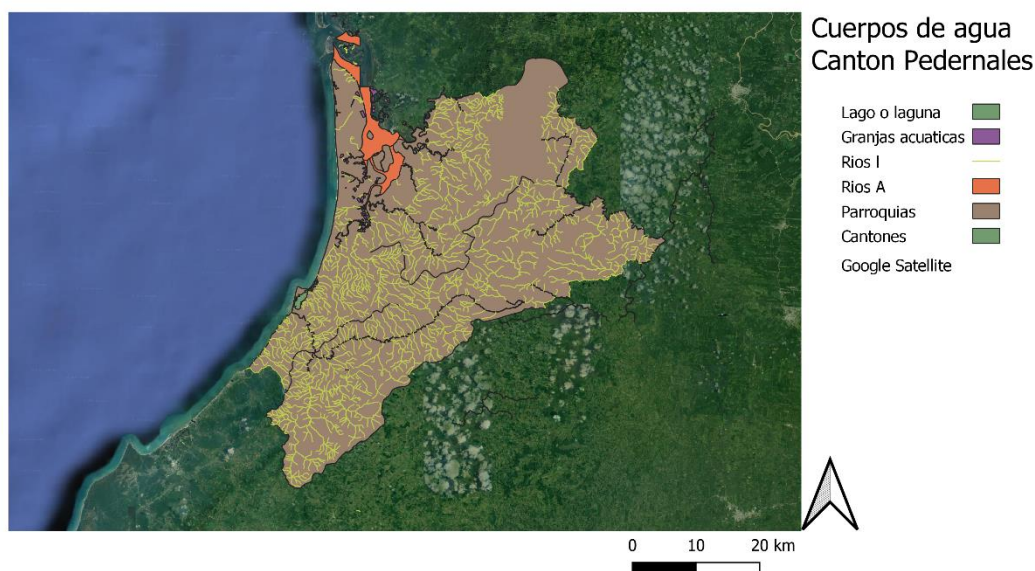 Cuerpos de agua
Canton Pedernales
Lago o laguna
Granjas acuaticas
Rios l
Rios A
Parroquias
Cantones
Google Satellite
0 10 20 km